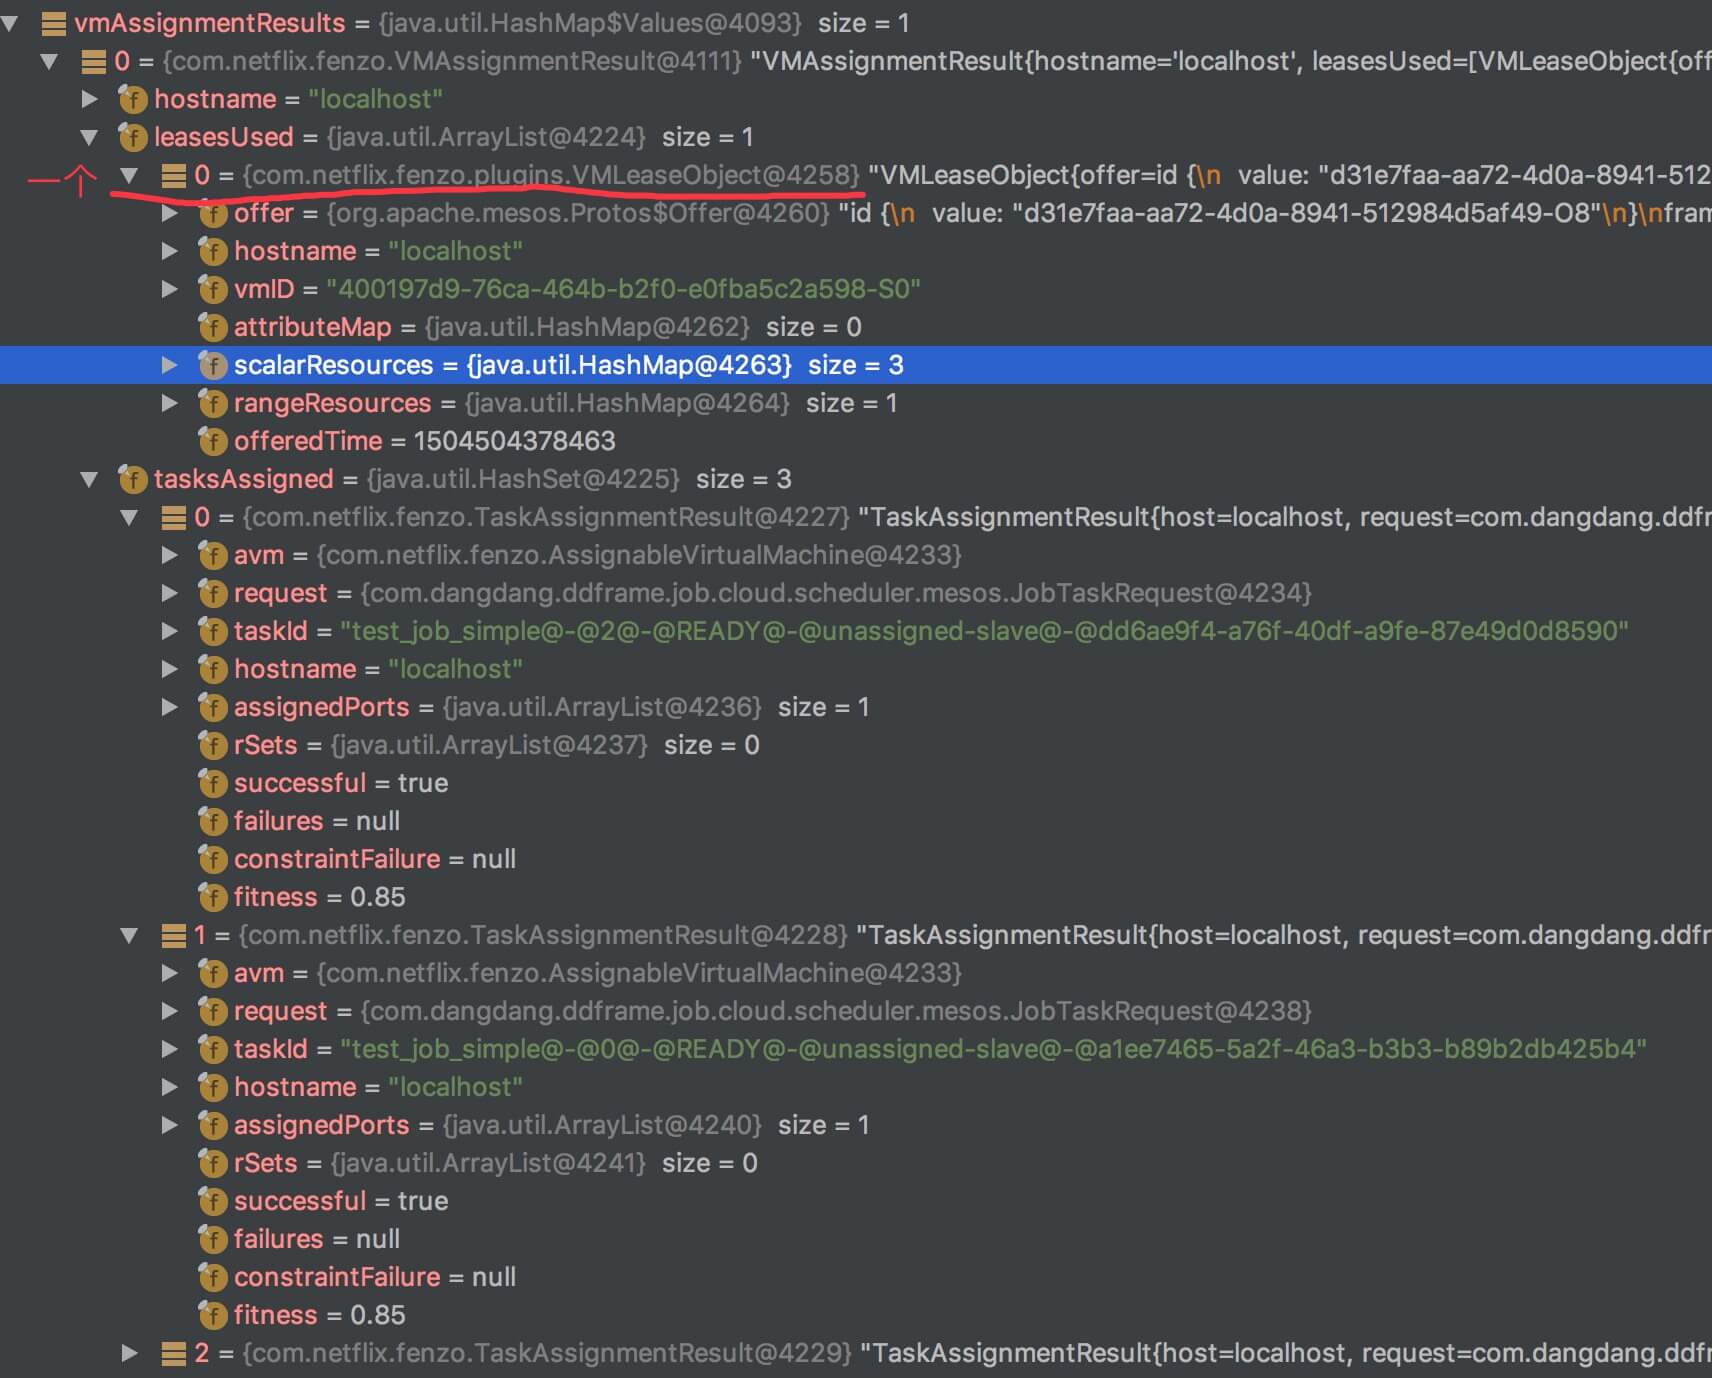 vmAssignmentResults = {java.util.HashMap$Values@4093} size = 1
0 = {com.netflix.fenzo.VMAssignmentResult@4111} "VMAssignmentResult{hostname='localhost', leasesUsed=[VMLeaseObject{off
hostname = "localhost"
leasesUsed = {java.util.ArrayList@4224} size = 1
一个 0 = {com.netflix.fenzo.plugins.VMLeaseObject@4258} "VMLeaseObject{offer=id {\n value: "d31e7faa-aa72-4d0a-8941-512
offer = {org.apache.mesos.Protos$Offer@4260} "id {\n value: "d31e7faa-aa72-4d0a-8941-512984d5af49-O8"\n}\nfram
hostname = "localhost"
vmID = "400197d9-76ca-464b-b2f0-e0fba5c2a598-S0"
attributeMap = {java.util.HashMap@4262} size = 0
scalarResources = {java.util.HashMap@4263} size = 3
rangeResources = {java.util.HashMap@4264} size = 1
offeredTime = 1504504378463
tasksAssigned = {java.util.HashSet@4225} size = 3
0 = {com.netflix.fenzo.TaskAssignmentResult@4227} "TaskAssignmentResult{host=localhost, request=com.dangdang.ddfr
avm = {com.netflix.fenzo.AssignableVirtualMachine@4233}
request = {com.dangdang.ddframe.job.cloud.scheduler.mesos.JobTaskRequest@4234}
taskId = "test_job_simple@-@2@-@READY@-@unassigned-slave@-@dd6ae9f4-a76f-40df-a9fe-87e49d0d8590"
hostname = "localhost"
assignedPorts = {java.util.ArrayList@4236} size = 1
rSets = {java.util.ArrayList@4237} size = 0
successful = true
failures = null
constraintFailure = null
fitness = 0.85
1 = {com.netflix.fenzo.TaskAssignmentResult@4228} "TaskAssignmentResult{host=localhost, request=com.dangdang.ddfr
avm = {com.netflix.fenzo.AssignableVirtualMachine@4233}
request = {com.dangdang.ddframe.job.cloud.scheduler.mesos.JobTaskRequest@4238}
taskId = "test_job_simple@-@0@-@READY@-@unassigned-slave@-@a1ee7465-5a2f-46a3-b3b3-b89b2db425b4"
hostname = "localhost"
assignedPorts = {java.util.ArrayList@4240} size = 1
rSets = {java.util.ArrayList@4241} size = 0
successful = true
failures = null
constraintFailure = null
fitness = 0.85
2 = {com.netflix.fenzo.TaskAssignmentResult@4229} "TaskAssignmentResult{host=localhost, request=com.dangdang.ddfr